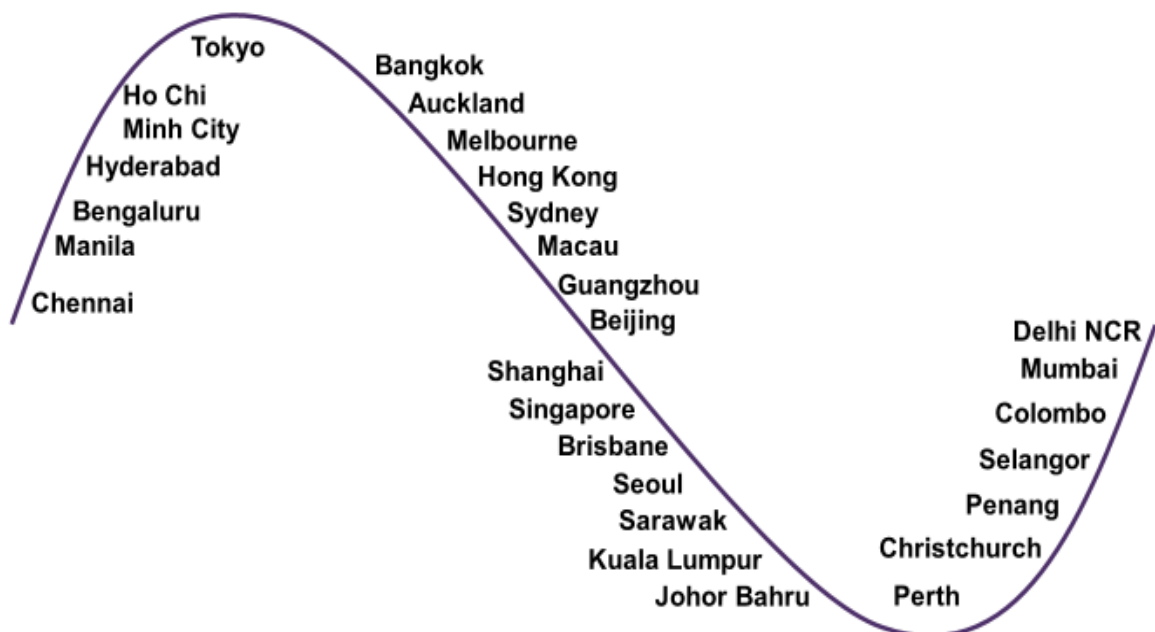 Tokyo
Ho Chi
Minh City
Hyderabad
Bengaluru
Manila
Chennai
Bangkok
Auckland
Melbourne
Hong Kong
Sydney
Macau
Guangzhou
Beijing
Shanghai
Singapore
Brisbane
Seoul
Sarawak
Kuala Lumpur
Johor Bahru
Delhi NCR
Mumbai
Colombo
Selangor
Penang
Christchurch
Perth